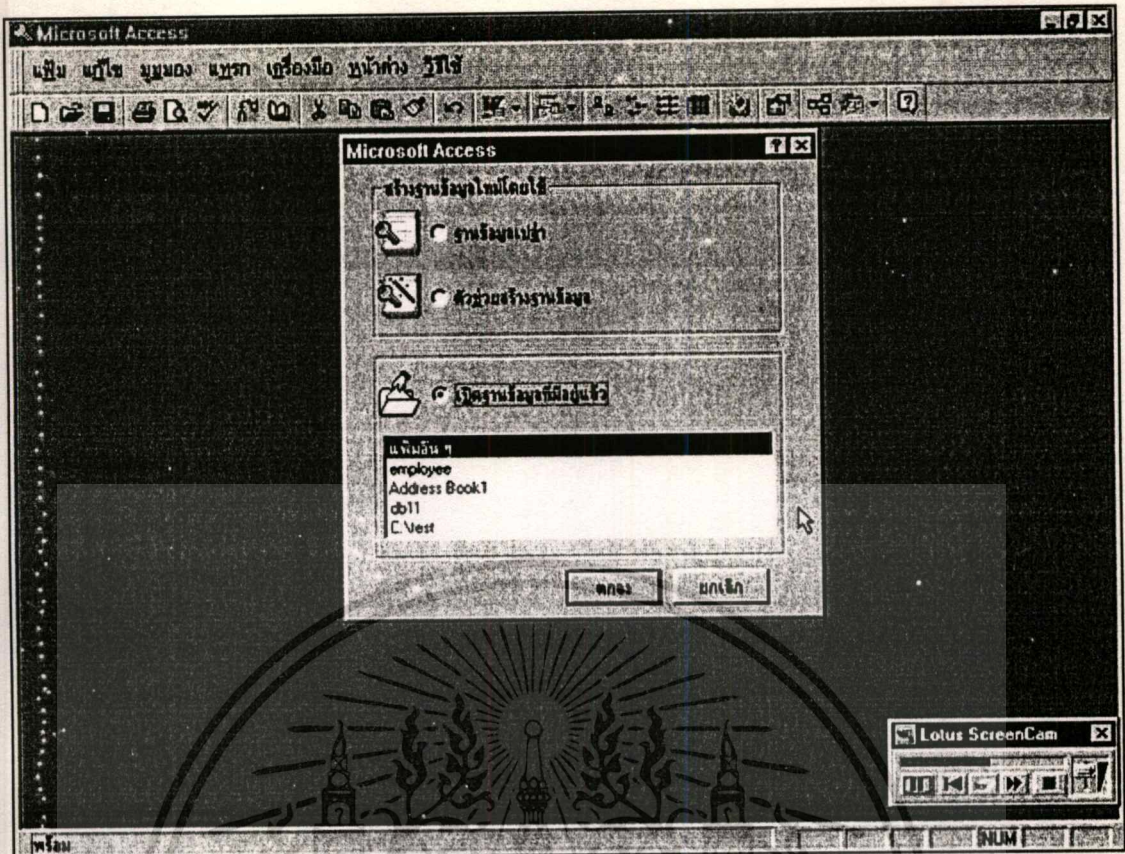 Microsoft Access
แฟ้ม แก้ไข มุมมอง แทรก เครื่องมือ หน้าต่าง วิธีใช้
Microsoft Access
สร้างฐานข้อมูลใหม่โดยใช้
ฐานข้อมูลเปล่า
ตัวช่วยสร้างฐานข้อมูล
เปิดฐานข้อมูลที่มีอยู่แล้ว
แฟ้มอื่น ๆ
employee
Address Book1
db11
C:\test
ตกลง ยกเลิก
Lotus ScreenCam
พร้อม NUM